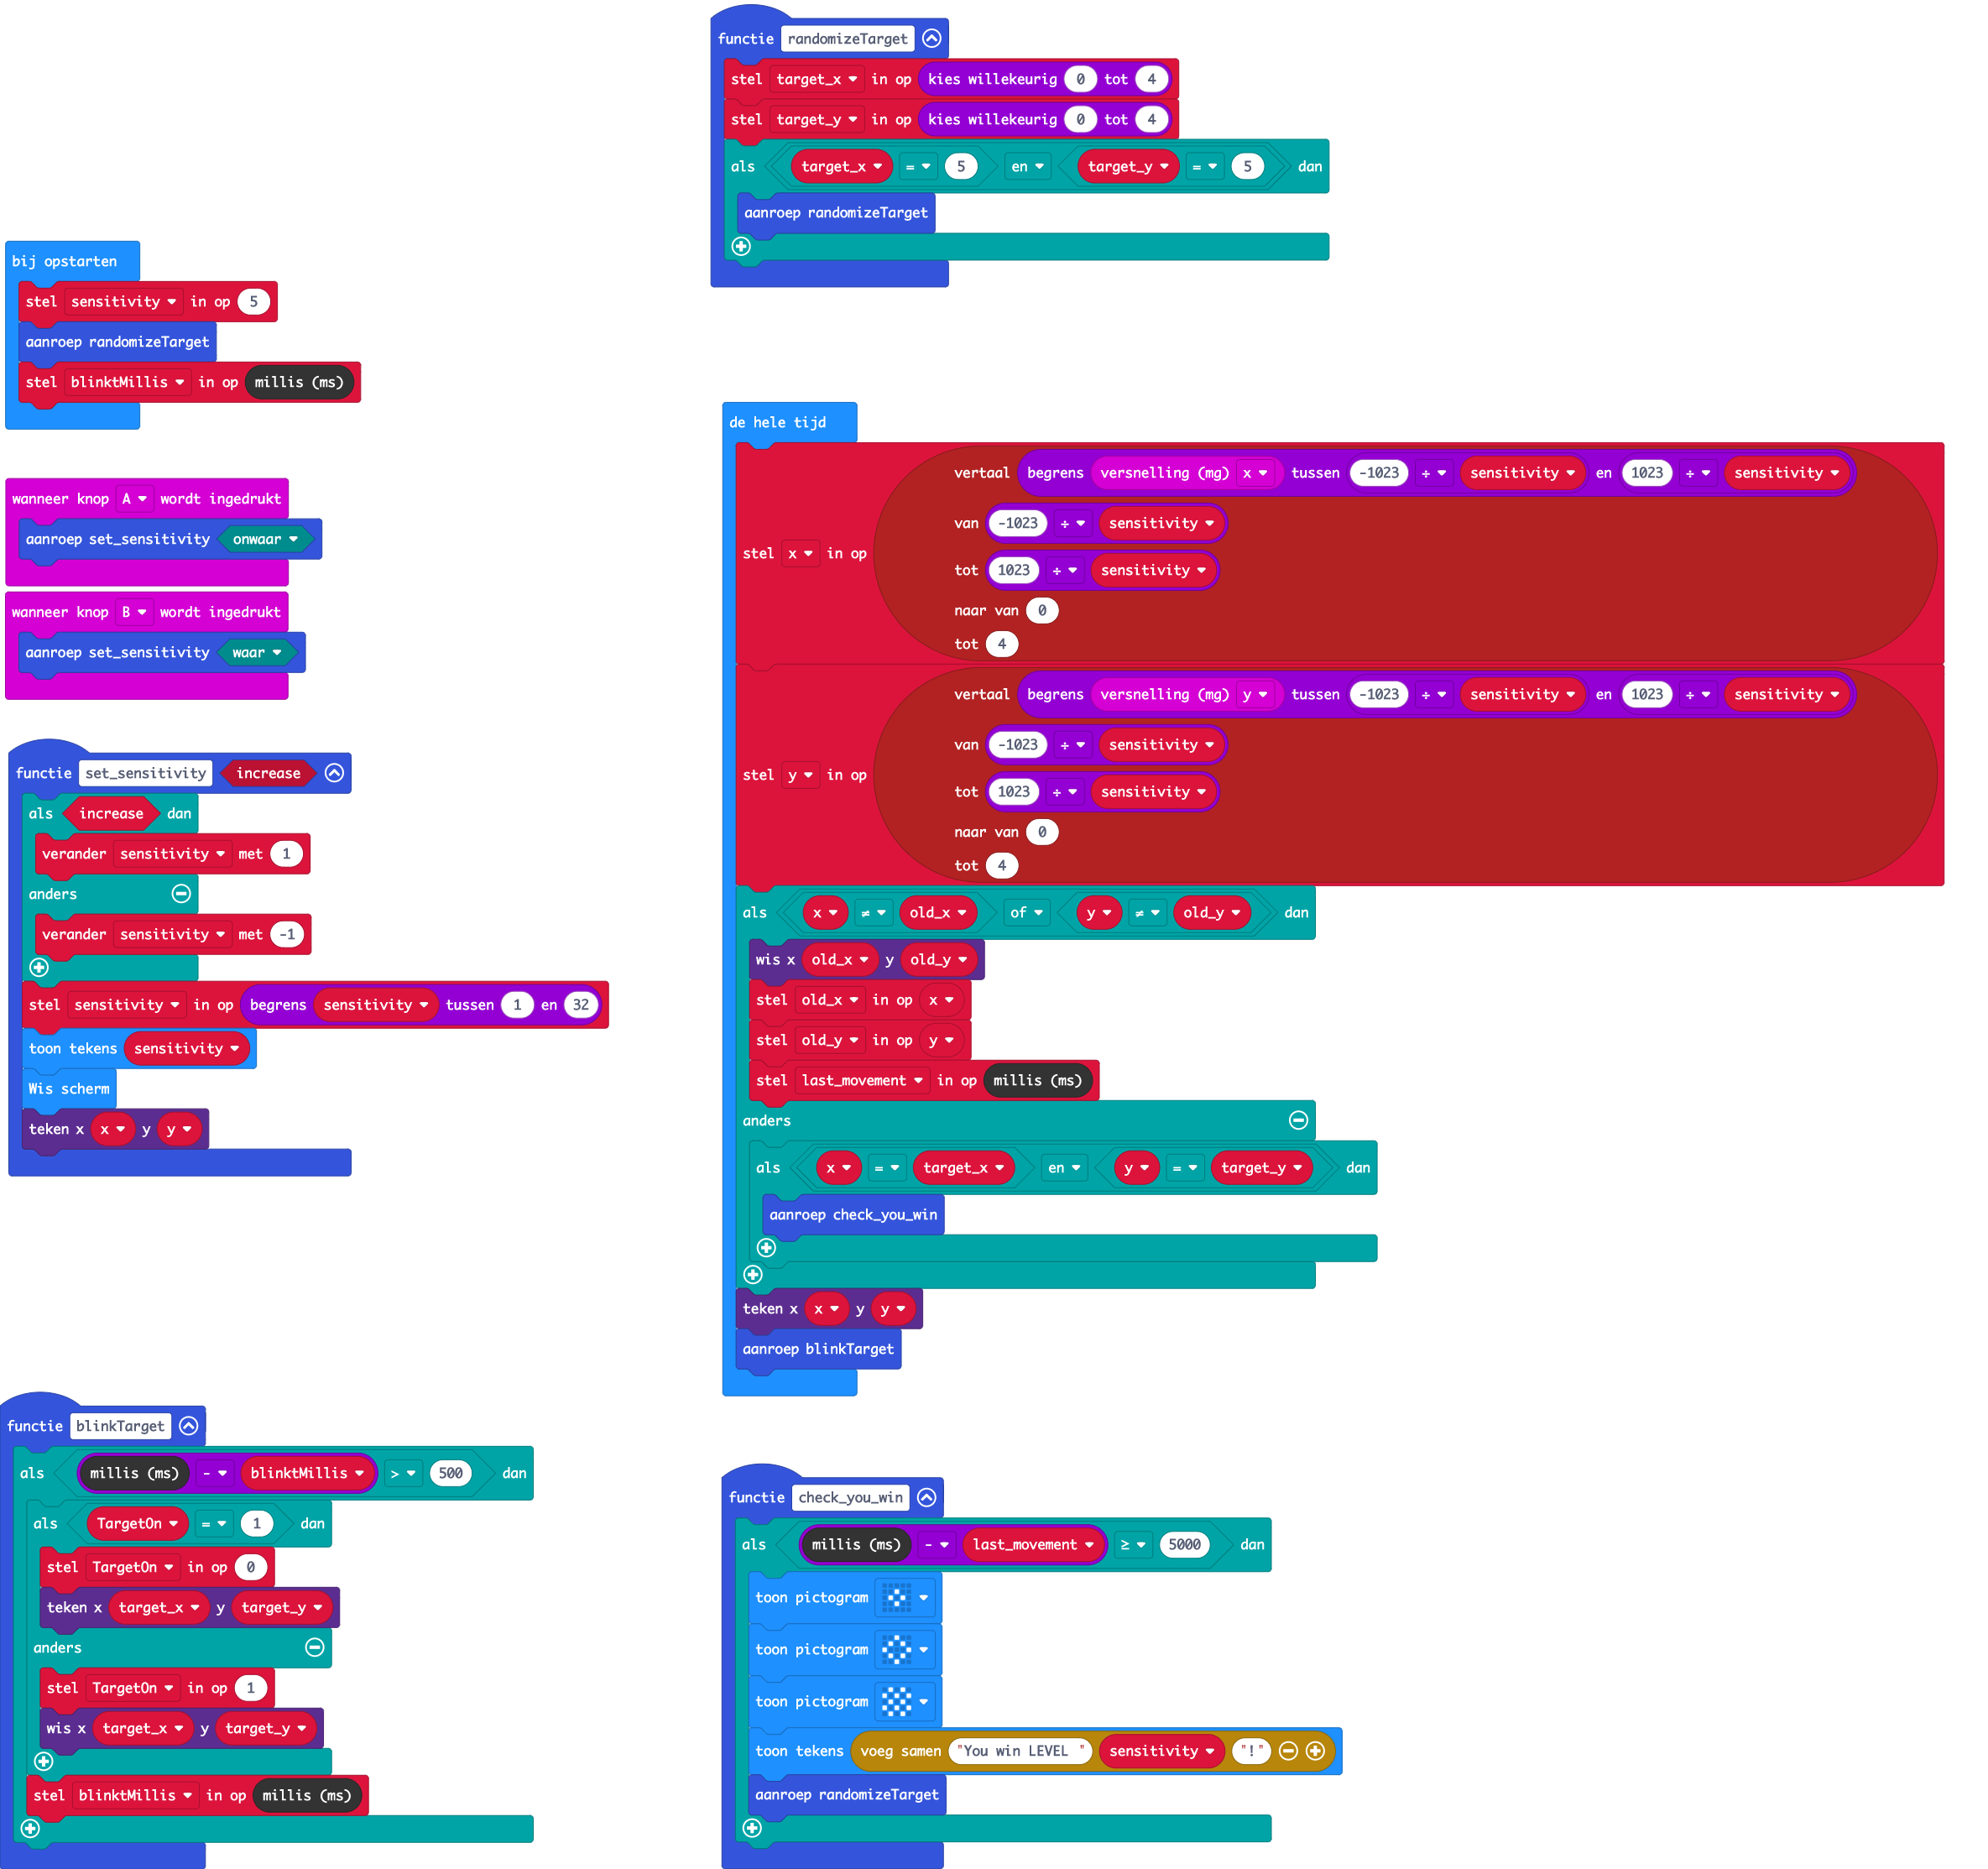 functie randomizeTarget
stel target_x in op kies willekeurig 0 tot 4
stel target_y in op kies willekeurig 0 tot 4
als target_x = 5 en target_y = 5 dan
aanroep randomizeTarget
bij opstarten
stel sensitivity in op 5
aanroep randomizeTarget
stel blinktMillis in op millis (ms)
wanneer knop A wordt ingedrukt
aanroep set_sensitivity onwaar
wanneer knop B wordt ingedrukt
aanroep set_sensitivity waar
functie set_sensitivity increase
als increase dan
verander sensitivity met 1
anders
verander sensitivity met -1
stel sensitivity in op begrens sensitivity tussen 1 en 32
toon tekens sensitivity
Wis scherm
teken x x y y
de hele tijd
stel x in op
vertaal begrens versnelling (mg) x tussen -1023 ÷ sensitivity en 1023 ÷ sensitivity
van -1023 ÷ sensitivity
tot 1023 ÷ sensitivity
naar van 0
tot 4
stel y in op
vertaal begrens versnelling (mg) y tussen -1023 ÷ sensitivity en 1023 ÷ sensitivity
van -1023 ÷ sensitivity
tot 1023 ÷ sensitivity
naar van 0
tot 4
als x ≠ old_x of y ≠ old_y dan
wis x old_x y old_y
stel old_x in op x
stel old_y in op y
stel last_movement in op millis (ms)
anders
als x = target_x en y = target_y dan
aanroep check_you_win
teken x x y y
aanroep blinkTarget
functie blinkTarget
als millis (ms) - blinktMillis > 500 dan
als TargetOn = 1 dan
stel TargetOn in op 0
teken x target_x y target_y
anders
stel TargetOn in op 1
wis x target_x y target_y
stel blinktMillis in op millis (ms)
functie check_you_win
als millis (ms) - last_movement ≥ 5000 dan
toon pictogram
toon pictogram
toon pictogram
toon tekens voeg samen "You win LEVEL " sensitivity "!"
aanroep randomizeTarget